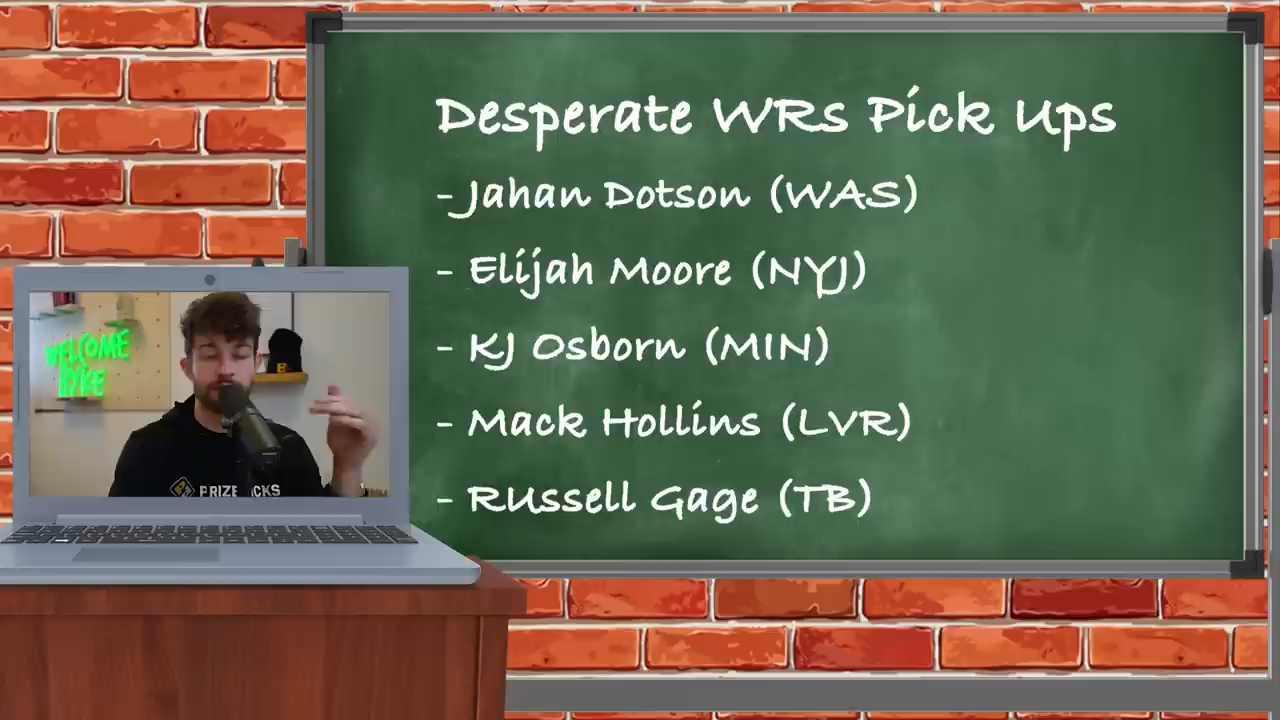 Desperate WRs Pick Ups
- Jahan Dotson (WAS)
- Elijah Moore (NYJ)
- KJ Osborn (MIN)
- Mack Hollins (LVR)
- Russell Gage (TB)
WELCOME
RYKE